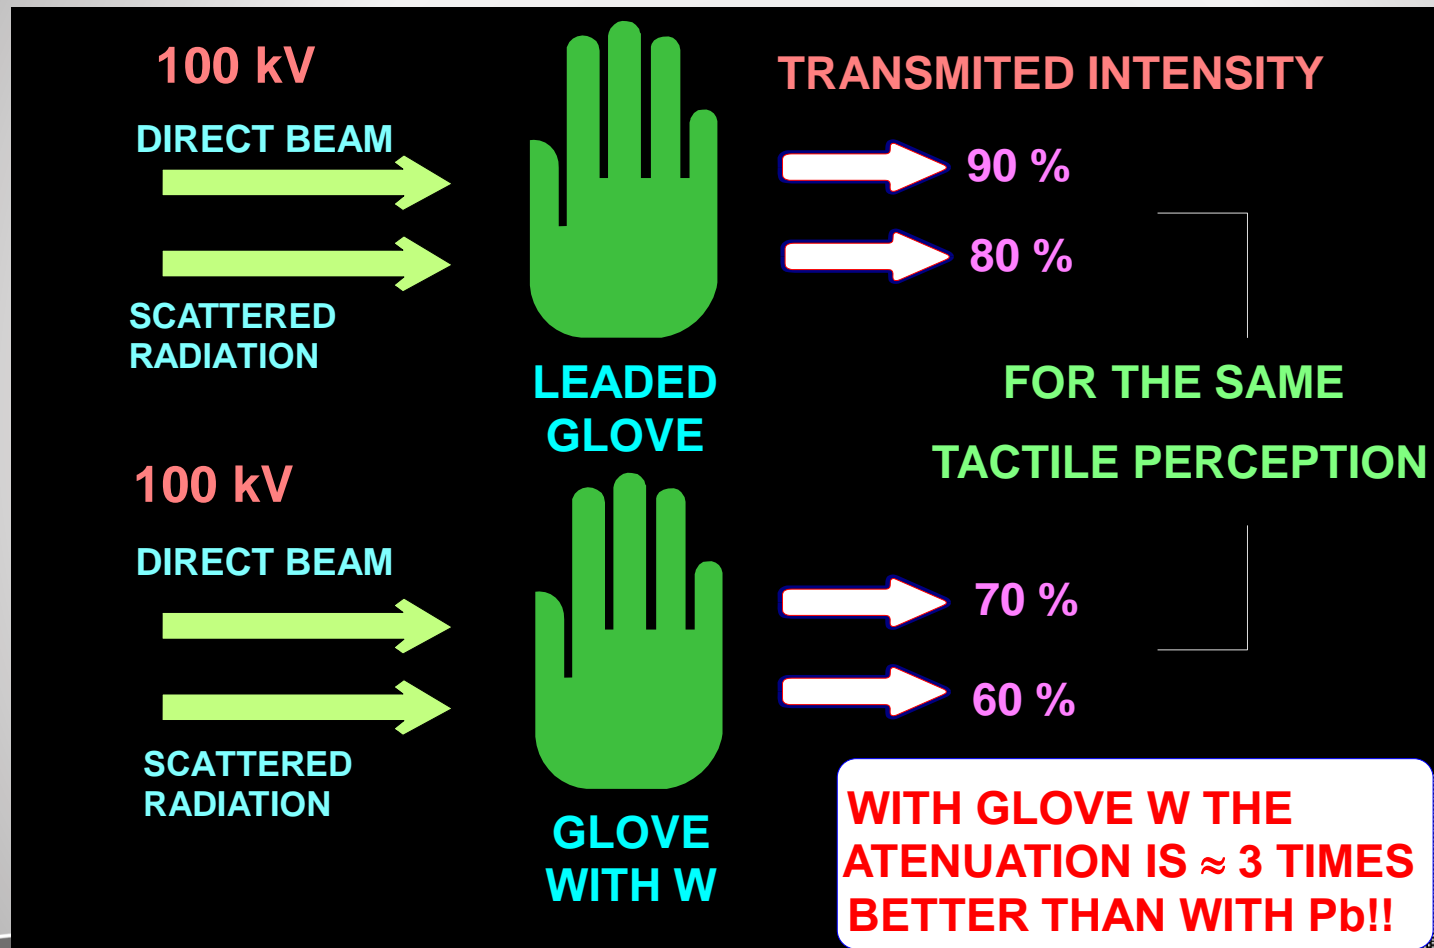 100 kV
TRANSMITED INTENSITY
DIRECT BEAM
90 %
80 %
SCATTERED
RADIATION
LEADED
GLOVE
FOR THE SAME
TACTILE PERCEPTION
100 kV
DIRECT BEAM
70 %
60 %
SCATTERED
RADIATION
GLOVE
WITH W
WITH GLOVE W THE
ATENUATION IS ≈ 3 TIMES
BETTER THAN WITH Pb!!